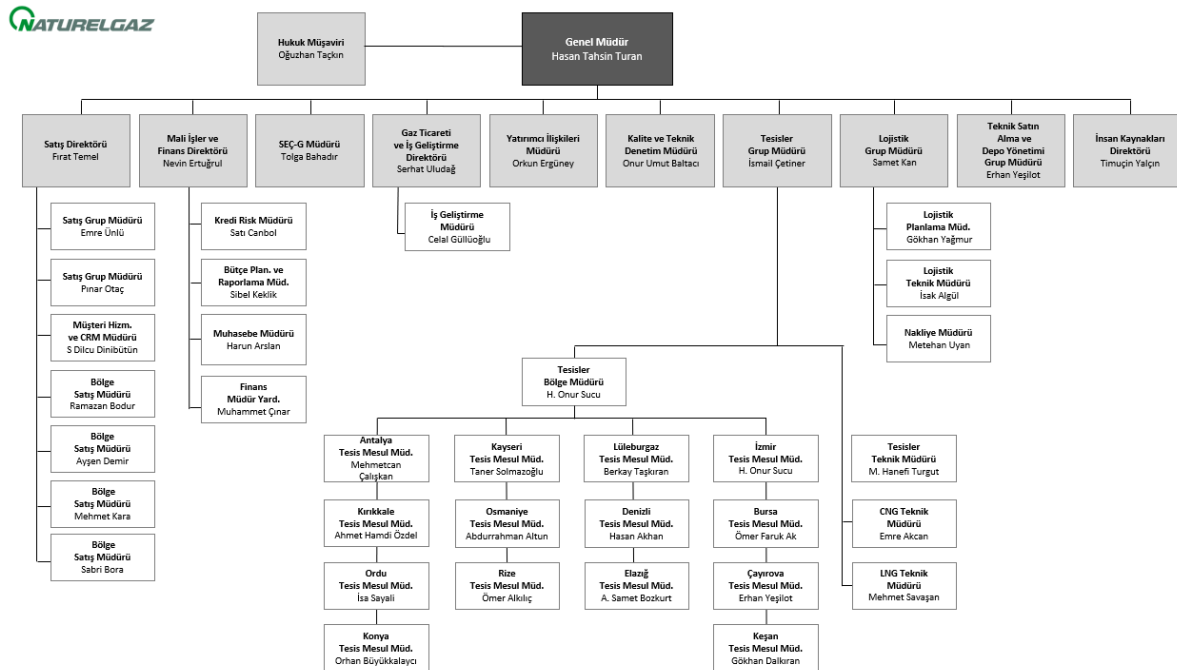 NATURELGAZ
Hukuk Müşaviri
Oğuzhan Taçkın
Genel Müdür
Hasan Tahsin Turan
Satış Direktörü
Fırat Temel
Mali İşler ve
Finans Direktörü
Nevin Ertuğrul
SEÇ-G Müdürü
Tolga Bahadır
Gaz Ticareti
ve İş Geliştirme
Direktörü
Serhat Uludağ
Yatırımcı İlişkileri
Müdürü
Orkun Ergüney
Kalite ve Teknik
Denetim Müdürü
Onur Umut Baltacı
Tesisler
Grup Müdürü
İsmail Çetiner
Lojistik
Grup Müdürü
Samet Kan
Teknik Satın
Alma ve
Depo Yönetimi
Grup Müdürü
Erhan Yeşilot
İnsan Kaynakları
Direktörü
Timuçin Yalçın
Satış Grup Müdürü
Emre Ünlü
Satış Grup Müdürü
Pınar Otaç
Müşteri Hizm.
ve CRM Müdürü
S Dilcu Dinibütün
Bölge
Satış Müdürü
Ramazan Bodur
Bölge
Satış Müdürü
Ayşen Demir
Bölge
Satış Müdürü
Mehmet Kara
Bölge
Satış Müdürü
Sabri Bora
Kredi Risk Müdürü
Satı Canbol
Bütçe Plan. ve
Raporlama Müd.
Sibel Keklik
Muhasebe Müdürü
Harun Arslan
Finans
Müdür Yard.
Muhammet Çınar
İş Geliştirme
Müdürü
Celal Güllüoğlu
Lojistik
Planlama Müd.
Gökhan Yağmur
Lojistik
Teknik Müdürü
İsak Algül
Nakliye Müdürü
Metehan Uyan
Tesisler
Bölge Müdürü
H. Onur Sucu
Antalya
Tesis Mesul Müd.
Mehmetcan
Çalışkan
Kırıkkale
Tesis Mesul Müd.
Ahmet Hamdi Özdel
Ordu
Tesis Mesul Müd.
İsa Sayali
Konya
Tesis Mesul Müd.
Orhan Büyükkalaycı
Kayseri
Tesis Mesul Müd.
Taner Solmazoğlu
Osmaniye
Tesis Mesul Müd.
Abdurrahman Altun
Rize
Tesis Mesul Müd.
Ömer Alkılıç
Lüleburgaz
Tesis Mesul Müd.
Berkay Taşkıran
Denizli
Tesis Mesul Müd.
Hasan Akhan
Elazığ
Tesis Mesul Müd.
A. Samet Bozkurt
İzmir
Tesis Mesul Müd.
H. Onur Sucu
Bursa
Tesis Mesul Müd.
Ömer Faruk Ak
Çayırova
Tesis Mesul Müd.
Erhan Yeşilot
Keşan
Tesis Mesul Müd.
Gökhan Dalkıran
Tesisler
Teknik Müdürü
M. Hanefi Turgut
CNG Teknik
Müdürü
Emre Akcan
LNG Teknik
Müdürü
Mehmet Savaşan